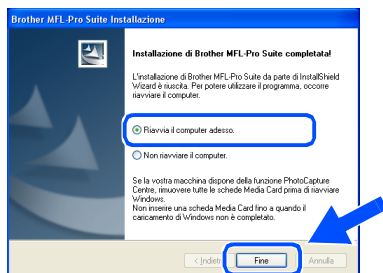 Brother MFL-Pro Suite Installazione
Installazione di Brother MFL-Pro Suite completata!
L'installazione di Brother MFL-Pro Suite da parte di InstallShield
Wizard è riuscita. Per potere utilizzare il programma, occorre
riavviare il computer.
Riavvia il computer adesso.
Non riavviare il computer.
Se la vostra macchina dispone della funzione PhotoCapture
Centre, rimuovere tutte le schede Media Card prima di riavviare
Windows.
Non inserire una scheda Media Card fino a quando il
caricamento di Windows non è completato.
< Indietro Fine Annulla